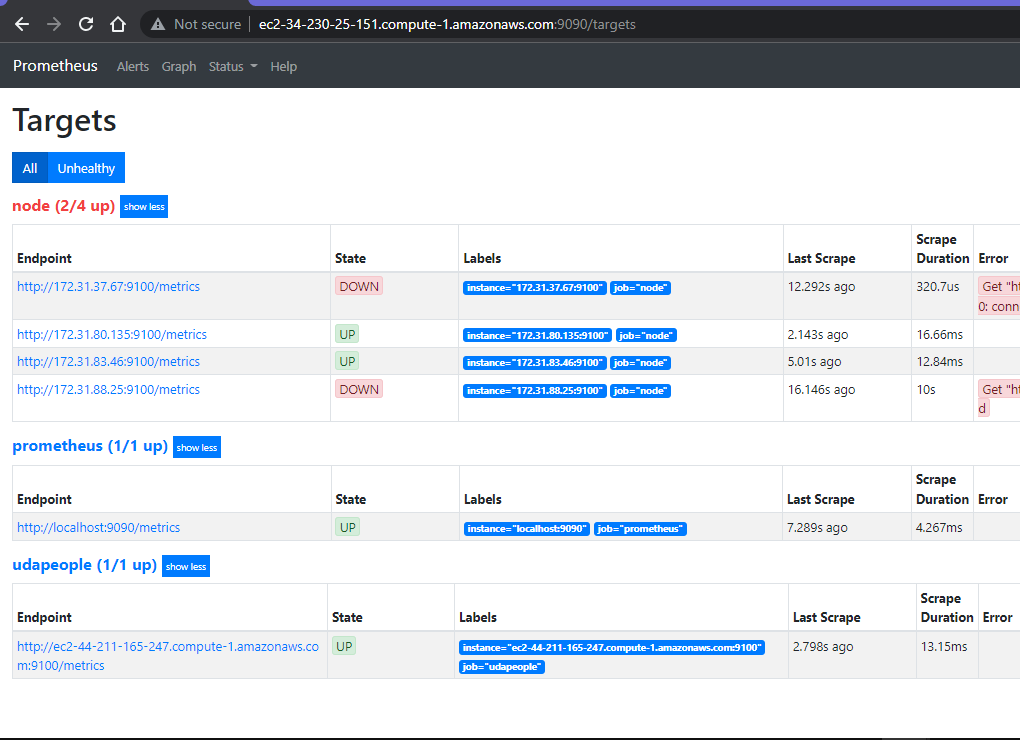 Not secure | ec2-34-230-25-151.compute-1.amazonaws.com:9090/targets
Prometheus Alerts Graph Status Help
Targets
All Unhealthy
node (2/4 up) show less
Endpoint State Labels Last Scrape Scrape Duration Error
http://172.31.37.67:9100/metrics DOWN instance="172.31.37.67:9100" job="node" 12.292s ago 320.7us Get "ht
0: conn
http://172.31.80.135:9100/metrics UP instance="172.31.80.135:9100" job="node" 2.143s ago 16.66ms
http://172.31.83.46:9100/metrics UP instance="172.31.83.46:9100" job="node" 5.01s ago 12.84ms
http://172.31.88.25:9100/metrics DOWN instance="172.31.88.25:9100" job="node" 16.146s ago 10s Get "ht
d
prometheus (1/1 up) show less
Endpoint State Labels Last Scrape Scrape Duration Error
http://localhost:9090/metrics UP instance="localhost:9090" job="prometheus" 7.289s ago 4.267ms
udapeople (1/1 up) show less
Endpoint State Labels Last Scrape Scrape Duration Error
http://ec2-44-211-165-247.compute-1.amazonaws.co UP instance="ec2-44-211-165-247.compute-1.amazonaws.com:9100" 2.798s ago 13.15ms
m:9100/metrics job="udapeople"